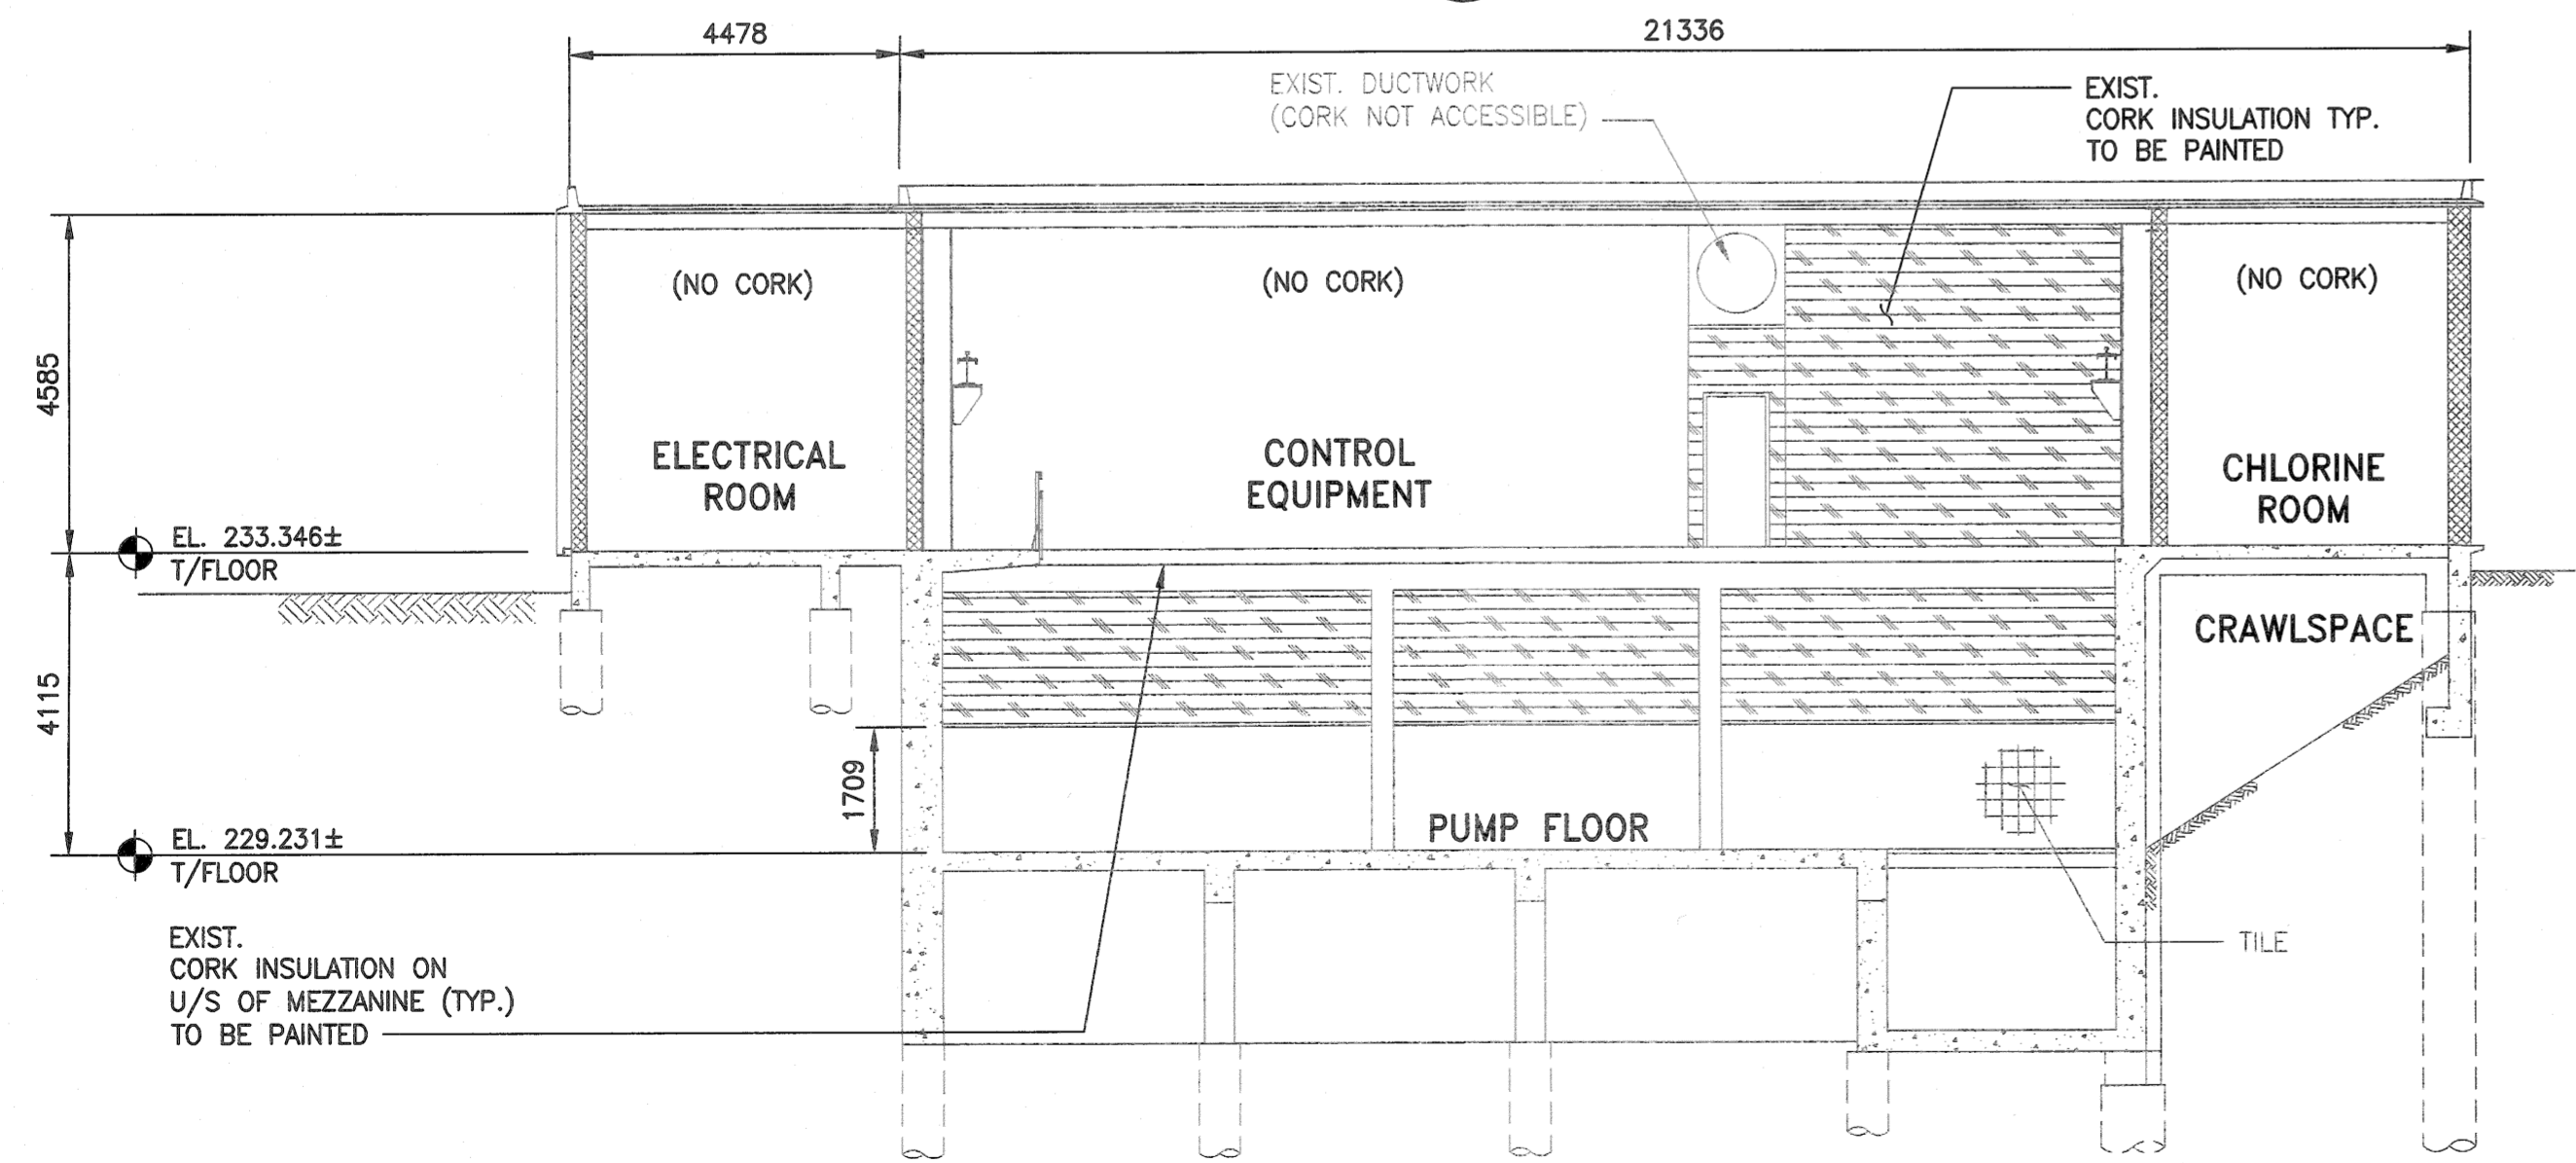 4478
21336
EXIST. DUCTWORK
(CORK NOT ACCESSIBLE)
EXIST.
CORK INSULATION TYP.
TO BE PAINTED
(NO CORK)
(NO CORK)
(NO CORK)
4585
ELECTRICAL
ROOM
CONTROL
EQUIPMENT
CHLORINE
ROOM
EL. 233.346±
T/FLOOR
CRAWLSPACE
4115
1709
PUMP FLOOR
EL. 229.231±
T/FLOOR
EXIST.
CORK INSULATION ON
U/S OF MEZZANINE (TYP.)
TO BE PAINTED
TILE